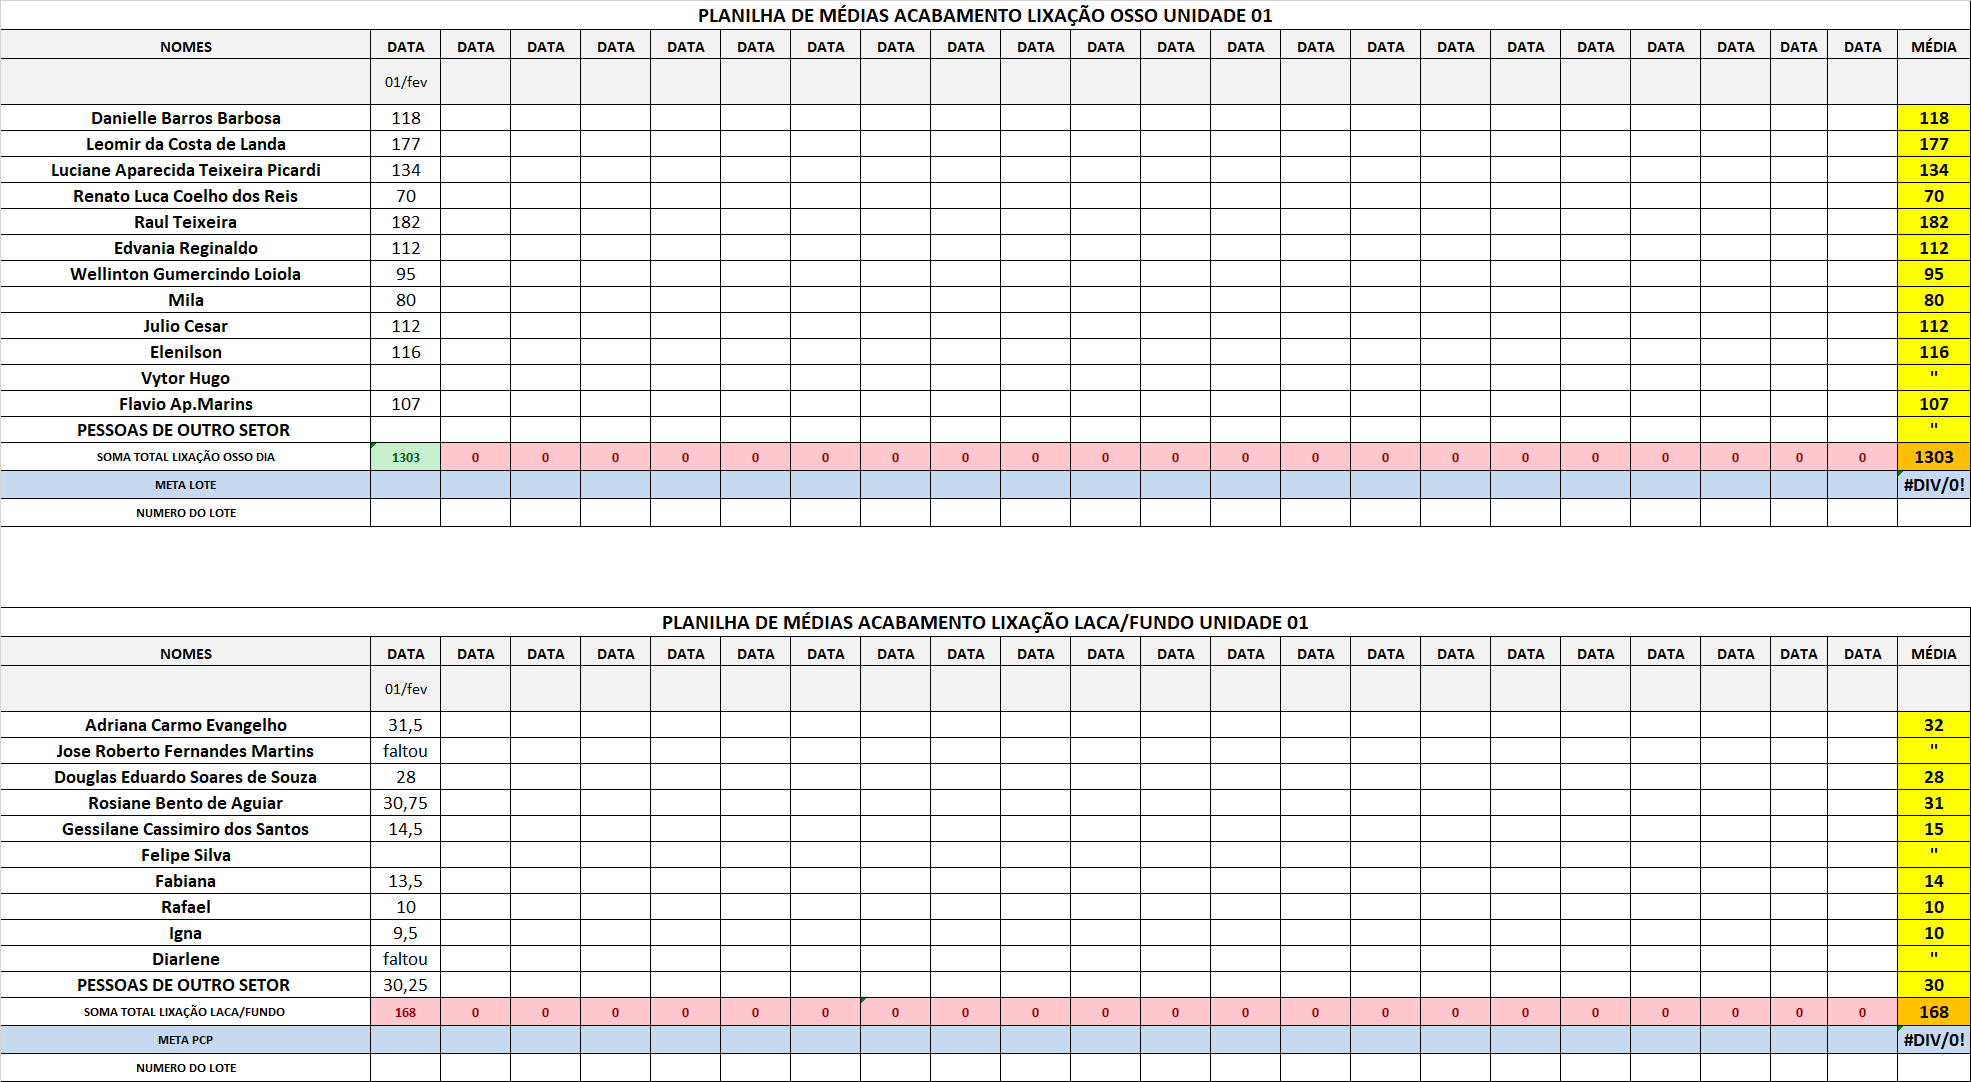 PLANILHA DE MÉDIAS ACABAMENTO LIXAÇÃO OSSO UNIDADE 01
NOMES DATA DATA DATA DATA DATA DATA DATA DATA DATA DATA DATA DATA DATA DATA DATA DATA DATA DATA DATA DATA DATA MÉDIA
01/fev
Danielle Barros Barbosa 118 118
Leomir da Costa de Landa 177 177
Luciane Aparecida Teixeira Picardi 134 134
Renato Luca Coelho dos Reis 70 70
Raul Teixeira 182 182
Edvania Reginaldo 112 112
Wellinton Gumercindo Loiola 95 95
Mila 80 80
Julio Cesar 112 112
Elenilson 116 116
Vytor Hugo "
Flavio Ap.Marins 107 107
PESSOAS DE OUTRO SETOR "
SOMA TOTAL LIXAÇÃO OSSO DIA 1303 0 0 0 0 0 0 0 0 0 0 0 0 0 0 0 0 0 0 0 0 1303
META LOTE #DIV/0!
NUMERO DO LOTE
PLANILHA DE MÉDIAS ACABAMENTO LIXAÇÃO LACA/FUNDO UNIDADE 01
NOMES DATA DATA DATA DATA DATA DATA DATA DATA DATA DATA DATA DATA DATA DATA DATA DATA DATA DATA DATA DATA DATA MÉDIA
01/fev
Adriana Carmo Evangelho 31,5 32
Jose Roberto Fernandes Martins faltou "
Douglas Eduardo Soares de Souza 28 28
Rosiane Bento de Aguiar 30,75 31
Gessilane Cassimiro dos Santos 14,5 15
Felipe Silva "
Fabiana 13,5 14
Rafael 10 10
Igna 9,5 10
Diarlene faltou "
PESSOAS DE OUTRO SETOR 30,25 30
SOMA TOTAL LIXAÇÃO LACA/FUNDO 168 0 0 0 0 0 0 0 0 0 0 0 0 0 0 0 0 0 0 0 0 168
META PCP #DIV/0!
NUMERO DO LOTE